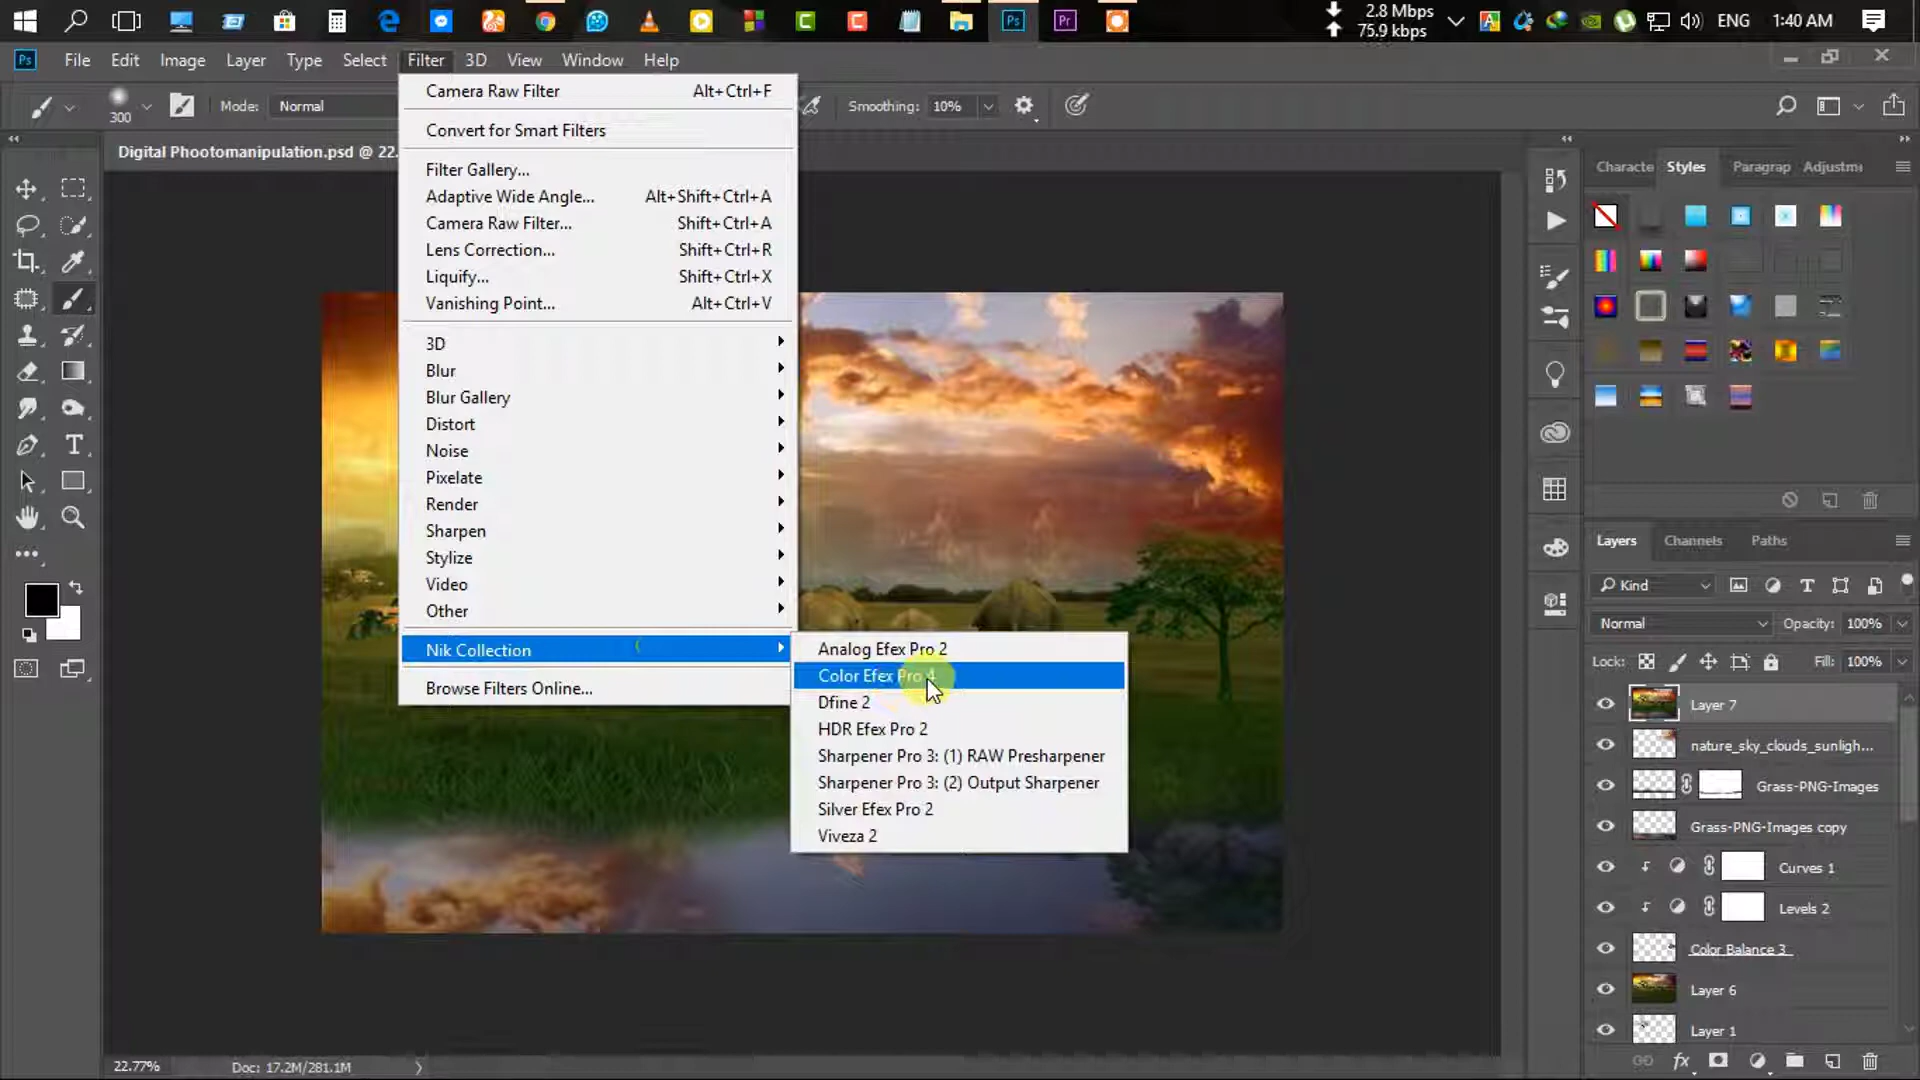 2.8 Mbps
75.9 kbps
ENG
1:40 AM
Ps
File Edit Image Layer Type Select Filter 3D View Window Help
300
Mode: Normal
Smoothing: 10%
Digital Phootomanipulation.psd @ 22.
Camera Raw Filter Alt+Ctrl+F
Convert for Smart Filters
Filter Gallery...
Adaptive Wide Angle... Alt+Shift+Ctrl+A
Camera Raw Filter... Shift+Ctrl+A
Lens Correction... Shift+Ctrl+R
Liquify... Shift+Ctrl+X
Vanishing Point... Alt+Ctrl+V
3D
Blur
Blur Gallery
Distort
Noise
Pixelate
Render
Sharpen
Stylize
Video
Other
Nik Collection
Browse Filters Online...
Analog Efex Pro 2
Color Efex Pro 4
Dfine 2
HDR Efex Pro 2
Sharpener Pro 3: (1) RAW Presharpener
Sharpener Pro 3: (2) Output Sharpener
Silver Efex Pro 2
Viveza 2
Characte Styles Paragrap Adjustm
Layers Channels Paths
Kind
Normal Opacity: 100%
Lock: Fill: 100%
Layer 7
nature_sky_clouds_sunligh...
Grass-PNG-Images
Grass-PNG-Images copy
Curves 1
Levels 2
Color Balance 3
Layer 6
Layer 1
fx
22.77% Doc: 17.2M/281.1M